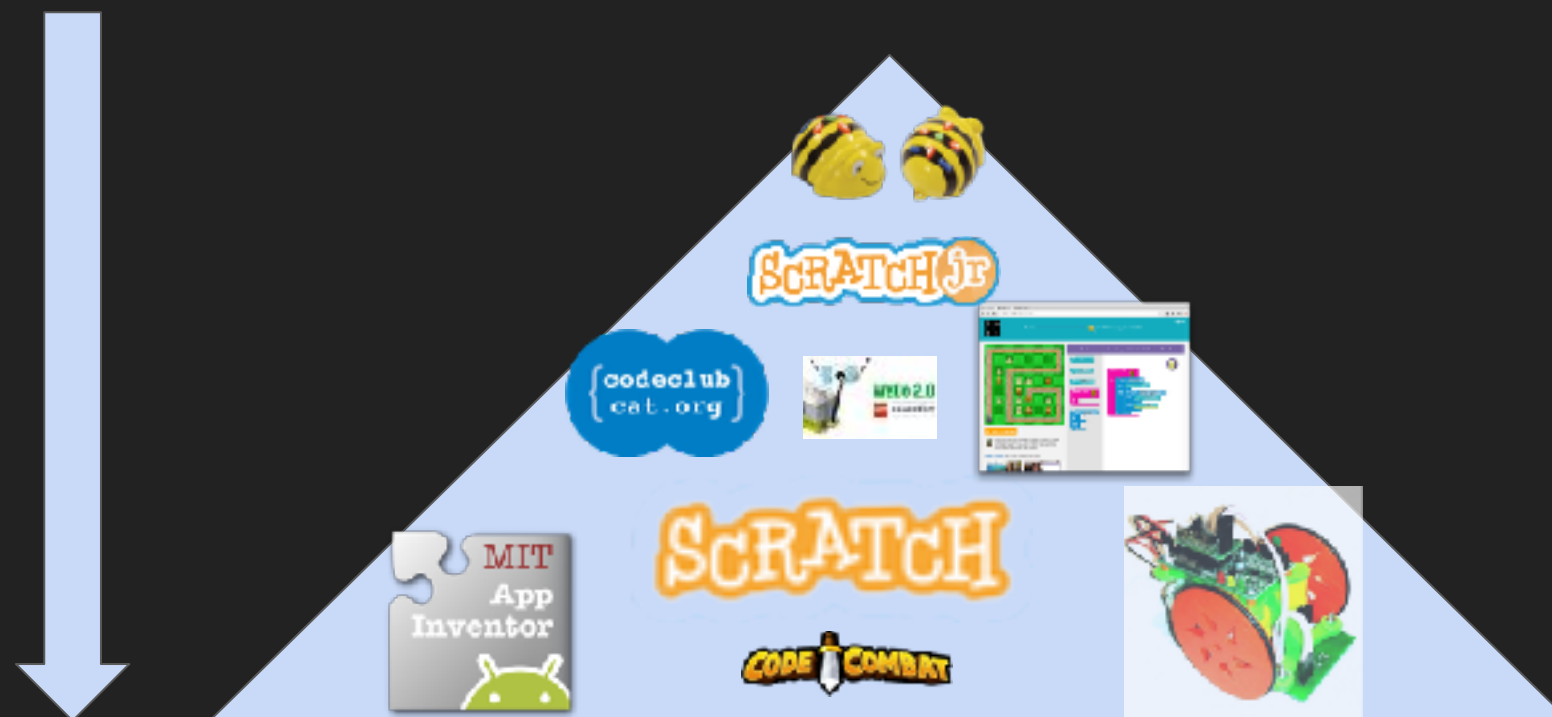 SCRATCH jr
{codeclub
cat.org}
WeDo 2.0
MIT
App
Inventor
SCRATCH
CODE COMBAT